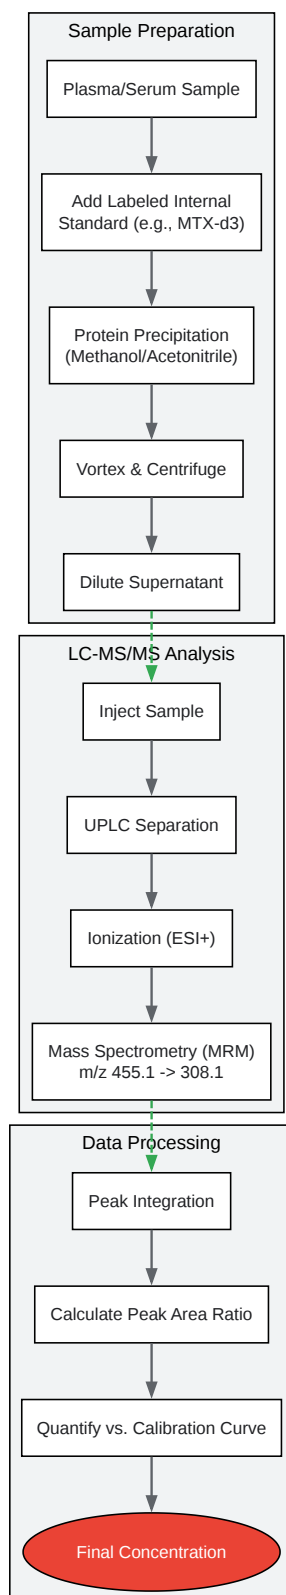 Sample Preparation
Plasma/Serum Sample
Add Labeled Internal
Standard (e.g., MTX-d3)
Protein Precipitation
(Methanol/Acetonitrile)
Vortex & Centrifuge
Dilute Supernatant
LC-MS/MS Analysis
Inject Sample
UPLC Separation
Ionization (ESI+)
Mass Spectrometry (MRM)
m/z 455.1 -> 308.1
Data Processing
Peak Integration
Calculate Peak Area Ratio
Quantify vs. Calibration Curve
Final Concentration